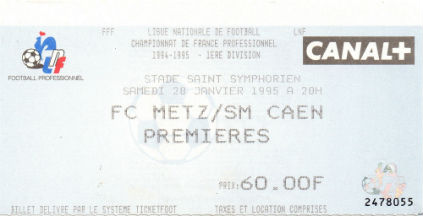 FFF LIGUE NATIONALE DE FOOTBALL LNF
CHAMPIONNAT DE FRANCE PROFESSIONNEL
1994-1995 - 1ERE DIVISION
CANAL+
FOOTBALL PROFESSIONNEL
STADE SAINT SYMPHORIEN
SAMEDI 28 JANVIER 1995 A 20H
FC METZ/SM CAEN
PREMIERES
PRIX:60.00F
2478055
BILLET DELIVRE PAR LE SYSTEME TICKETFOOT TAXES ET LOCATION COMPRISES